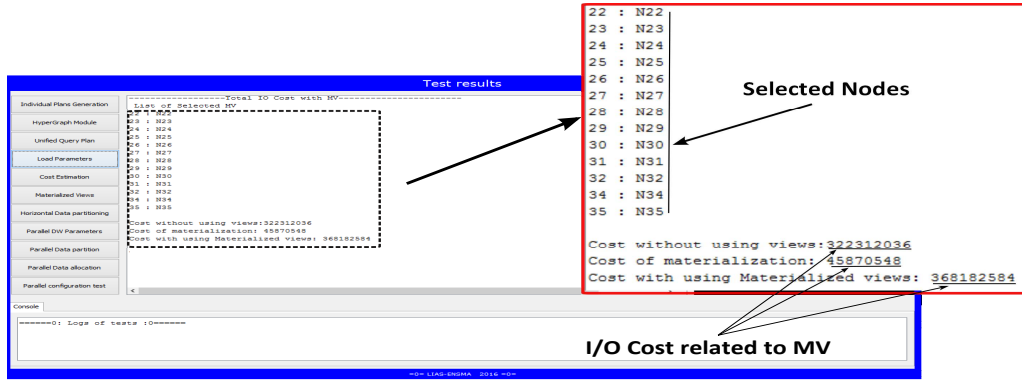 Test results
Individual Plans Generation
HyperGraph Module
Unified Query Plan
Load Parameters
Cost Estimation
Materialized Views
Horizontal Data partitioning
Parallel DW Parameters
Parallel Data partition
Parallel Data allocation
Parallel configuration test
------------------Total IO Cost with MV-----------------------
List of Selected MV
22 : N22
23 : N23
24 : N24
25 : N25
26 : N26
27 : N27
28 : N28
29 : N29
30 : N30
31 : N31
32 : N32
34 : N34
35 : N35
Cost without using views:322312036
Cost of materialization: 45870548
Cost with using Materialized views: 368182584
Console
======0: Logs of tests :0======
=0= LIAS-ENSMA 2016 =0=
22 : N22
23 : N23
24 : N24
25 : N25
26 : N26
27 : N27
28 : N28
29 : N29
30 : N30
31 : N31
32 : N32
34 : N34
35 : N35
Selected Nodes
Cost without using views:322312036
Cost of materialization: 45870548
Cost with using Materialized views: 368182584
I/O Cost related to MV